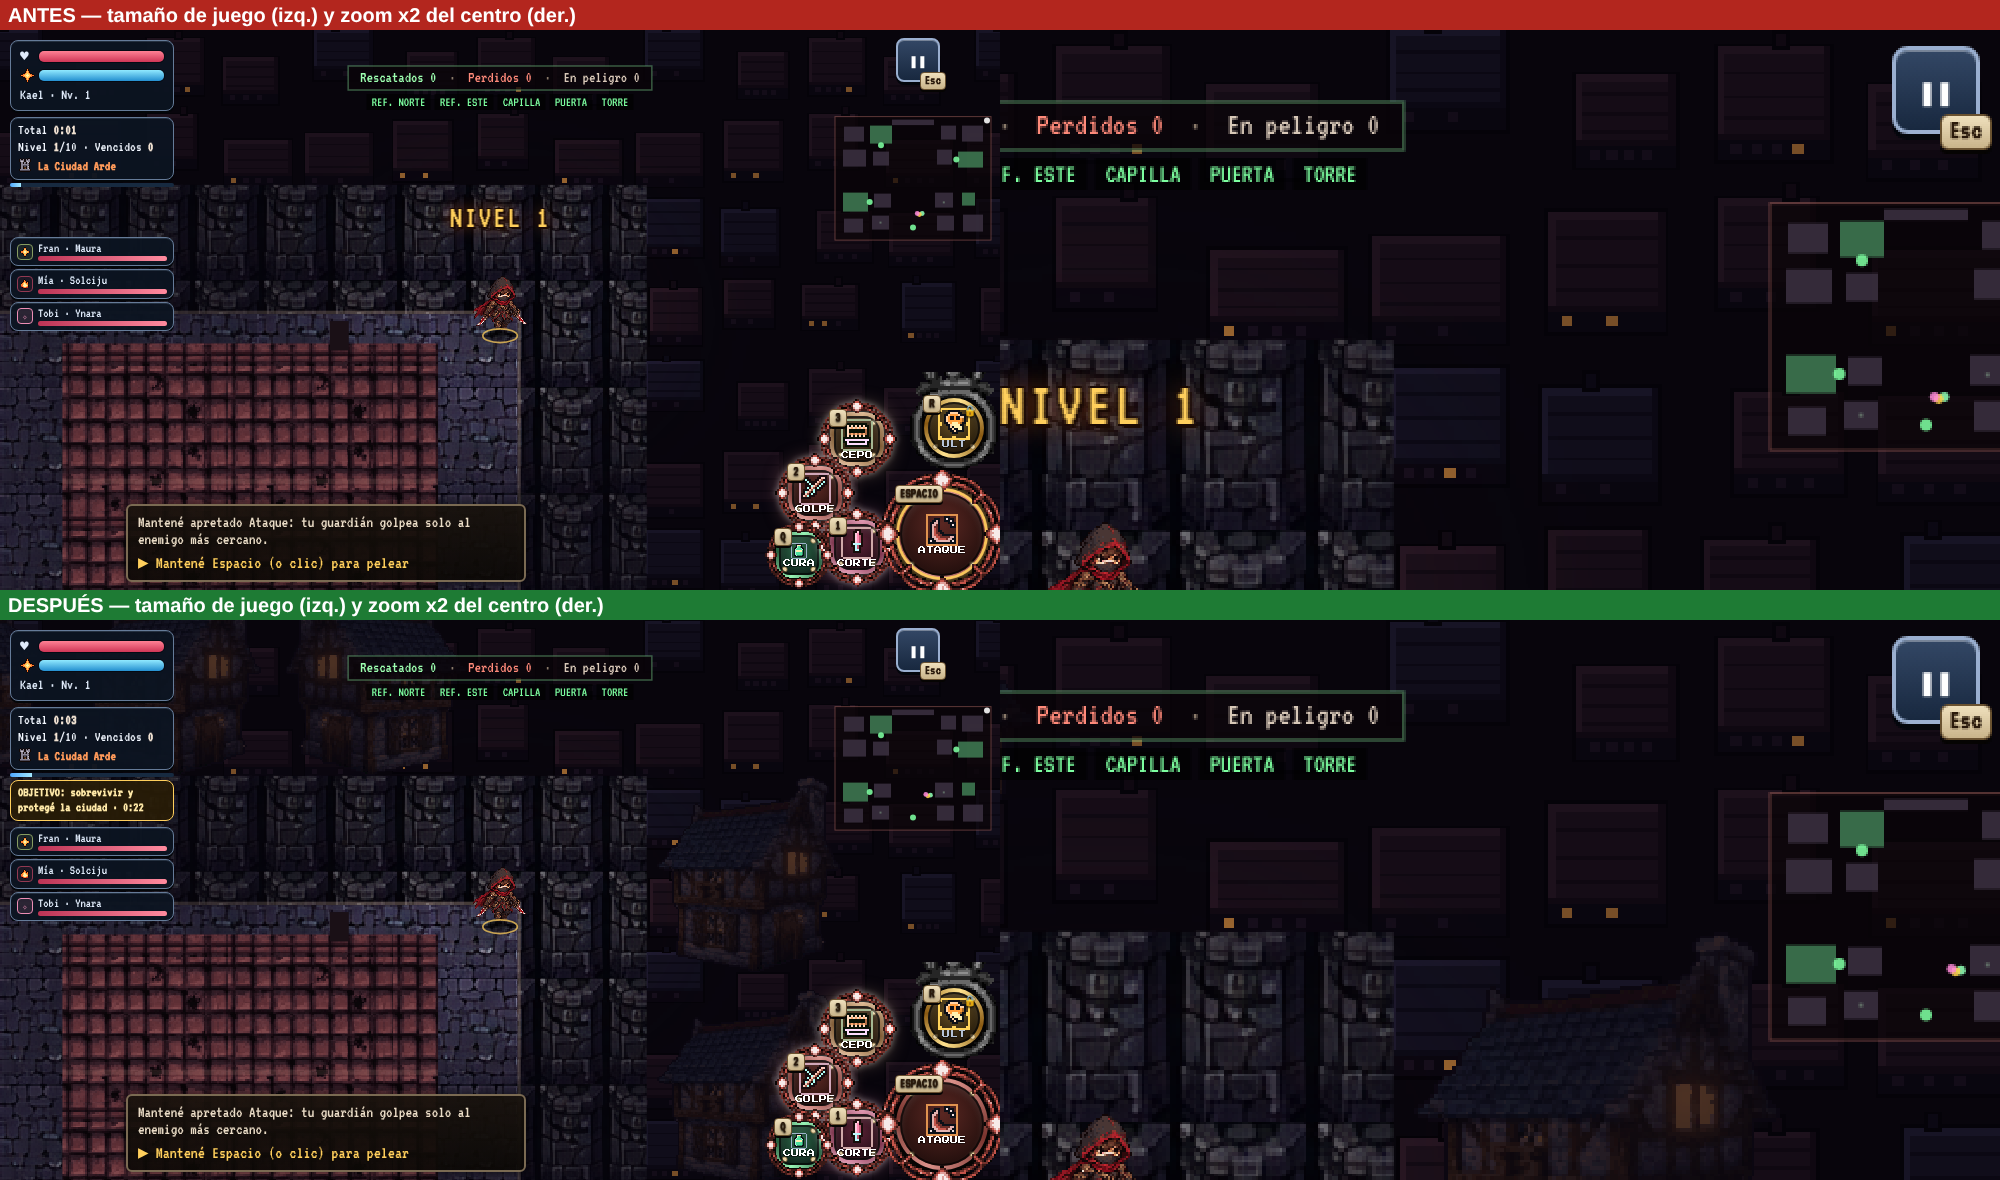 ANTES — tamaño de juego (izq.) y zoom x2 del centro (der.)
Kael · Nv. 1
Total 0:01
Nivel 1/10 · Vencidos 0
La Ciudad Arde
Rescatados 0 · Perdidos 0 · En peligro 0
REF. NORTE REF. ESTE CAPILLA PUERTA TORRE
Esc
NIVEL 1
Fran · Maura
Mía · Solciju
Tobi · Ynara
Mantené apretado Ataque: tu guardián golpea solo al
enemigo más cercano.
▶ Mantené Espacio (o clic) para pelear
3
CEPO
R
ULT
2
GOLPE
ESPACIO
ATAQUE
Q
CURA
1
CORTE
· Perdidos 0 · En peligro 0
F. ESTE CAPILLA PUERTA TORRE
Esc
NIVEL 1
DESPUÉS — tamaño de juego (izq.) y zoom x2 del centro (der.)
Kael · Nv. 1
Total 0:03
Nivel 1/10 · Vencidos 0
La Ciudad Arde
OBJETIVO: sobrevivir y
protegé la ciudad · 0:22
Rescatados 0 · Perdidos 0 · En peligro 0
REF. NORTE REF. ESTE CAPILLA PUERTA TORRE
Esc
Fran · Maura
Mía · Solciju
Tobi · Ynara
Mantené apretado Ataque: tu guardián golpea solo al
enemigo más cercano.
▶ Mantené Espacio (o clic) para pelear
3
CEPO
R
ULT
2
GOLPE
ESPACIO
ATAQUE
Q
CURA
1
CORTE
· Perdidos 0 · En peligro 0
F. ESTE CAPILLA PUERTA TORRE
Esc